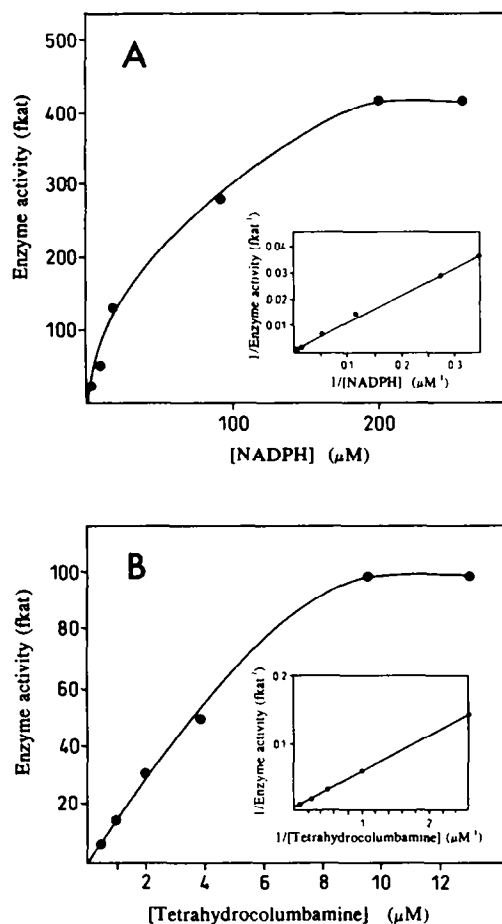 A
Enzyme activity (fkat)
500
400
300
200
100
100
200
[NADPH] (μM)
1/Enzyme activity (fkat⁻¹)
0 04
0 03
0 02
0 01
0 1
0 2
0 3
1/[NADPH] (μM⁻¹)
B
Enzyme activity (fkat)
100
80
60
40
20
2
4
6
8
10
12
[Tetrahydrocolumbamine] (μM)
1/Enzyme activity (fkat⁻¹)
0 2
0 1
1
2
1/[Tetrahydrocolumbamine] (μM⁻¹)